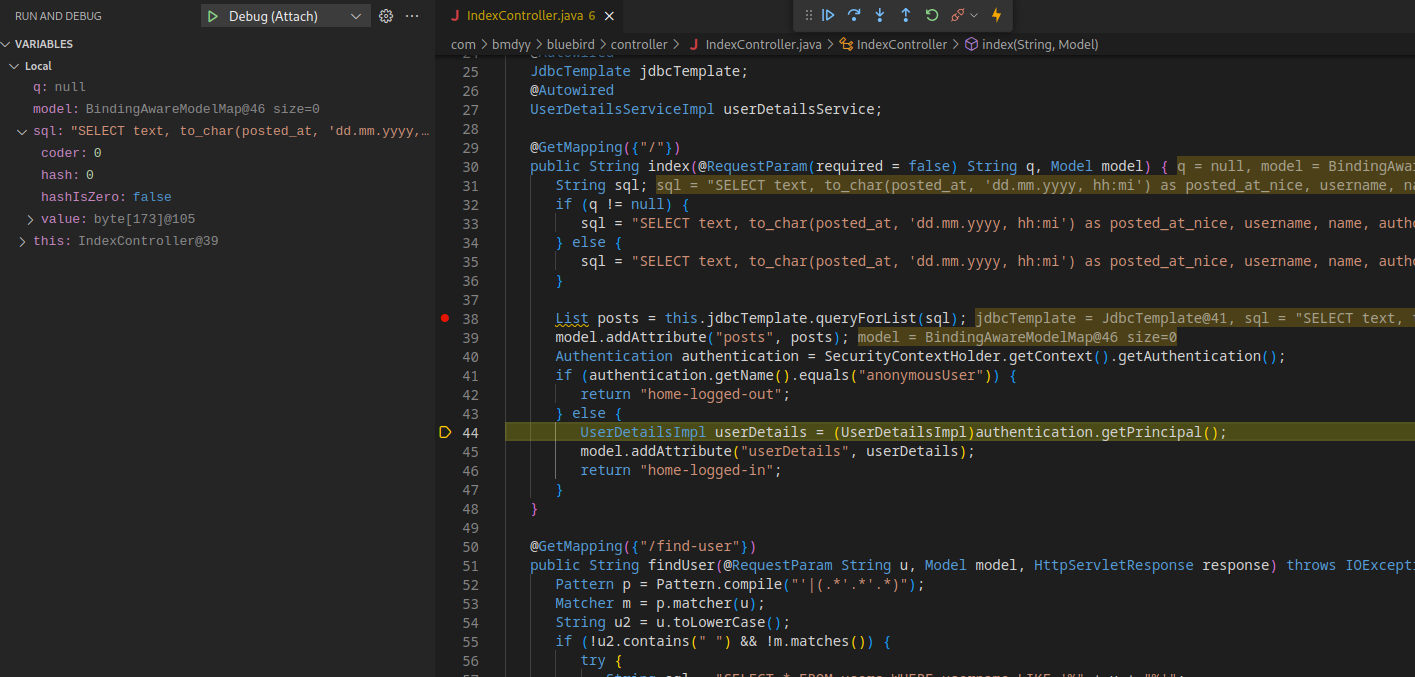 RUN AND DEBUG
Debug (Attach)
VARIABLES
Local
q: null
model: BindingAwareModelMap@46 size=0
sql: "SELECT text, to_char(posted_at, 'dd.mm.yyyy,…
coder: 0
hash: 0
hashIsZero: false
value: byte[173]@105
this: IndexController@39
J IndexController.java 6
com > bmdyy > bluebird > controller > J IndexController.java > IndexController > index(String, Model)
24 @Autowired
25 JdbcTemplate jdbcTemplate;
26 @Autowired
27 UserDetailsServiceImpl userDetailsService;
28
29 @GetMapping({"/"})
30 public String index(@RequestParam(required = false) String q, Model model) { q = null, model = BindingAware
31 String sql; sql = "SELECT text, to_char(posted_at, 'dd.mm.yyyy, hh:mi') as posted_at_nice, username, na
32 if (q != null) {
33 sql = "SELECT text, to_char(posted_at, 'dd.mm.yyyy, hh:mi') as posted_at_nice, username, name, autho
34 } else {
35 sql = "SELECT text, to_char(posted_at, 'dd.mm.yyyy, hh:mi') as posted_at_nice, username, name, autho
36 }
37
38 List posts = this.jdbcTemplate.queryForList(sql); jdbcTemplate = JdbcTemplate@41, sql = "SELECT text, t
39 model.addAttribute("posts", posts); model = BindingAwareModelMap@46 size=0
40 Authentication authentication = SecurityContextHolder.getContext().getAuthentication();
41 if (authentication.getName().equals("anonymousUser")) {
42 return "home-logged-out";
43 } else {
44 UserDetailsImpl userDetails = (UserDetailsImpl)authentication.getPrincipal();
45 model.addAttribute("userDetails", userDetails);
46 return "home-logged-in";
47 }
48 }
49
50 @GetMapping({"/find-user"})
51 public String findUser(@RequestParam String u, Model model, HttpServletResponse response) throws IOExcepti
52 Pattern p = Pattern.compile("'|(.*'.*'.*)");
53 Matcher m = p.matcher(u);
54 String u2 = u.toLowerCase();
55 if (!u2.contains(" ") && !m.matches()) {
56 try {